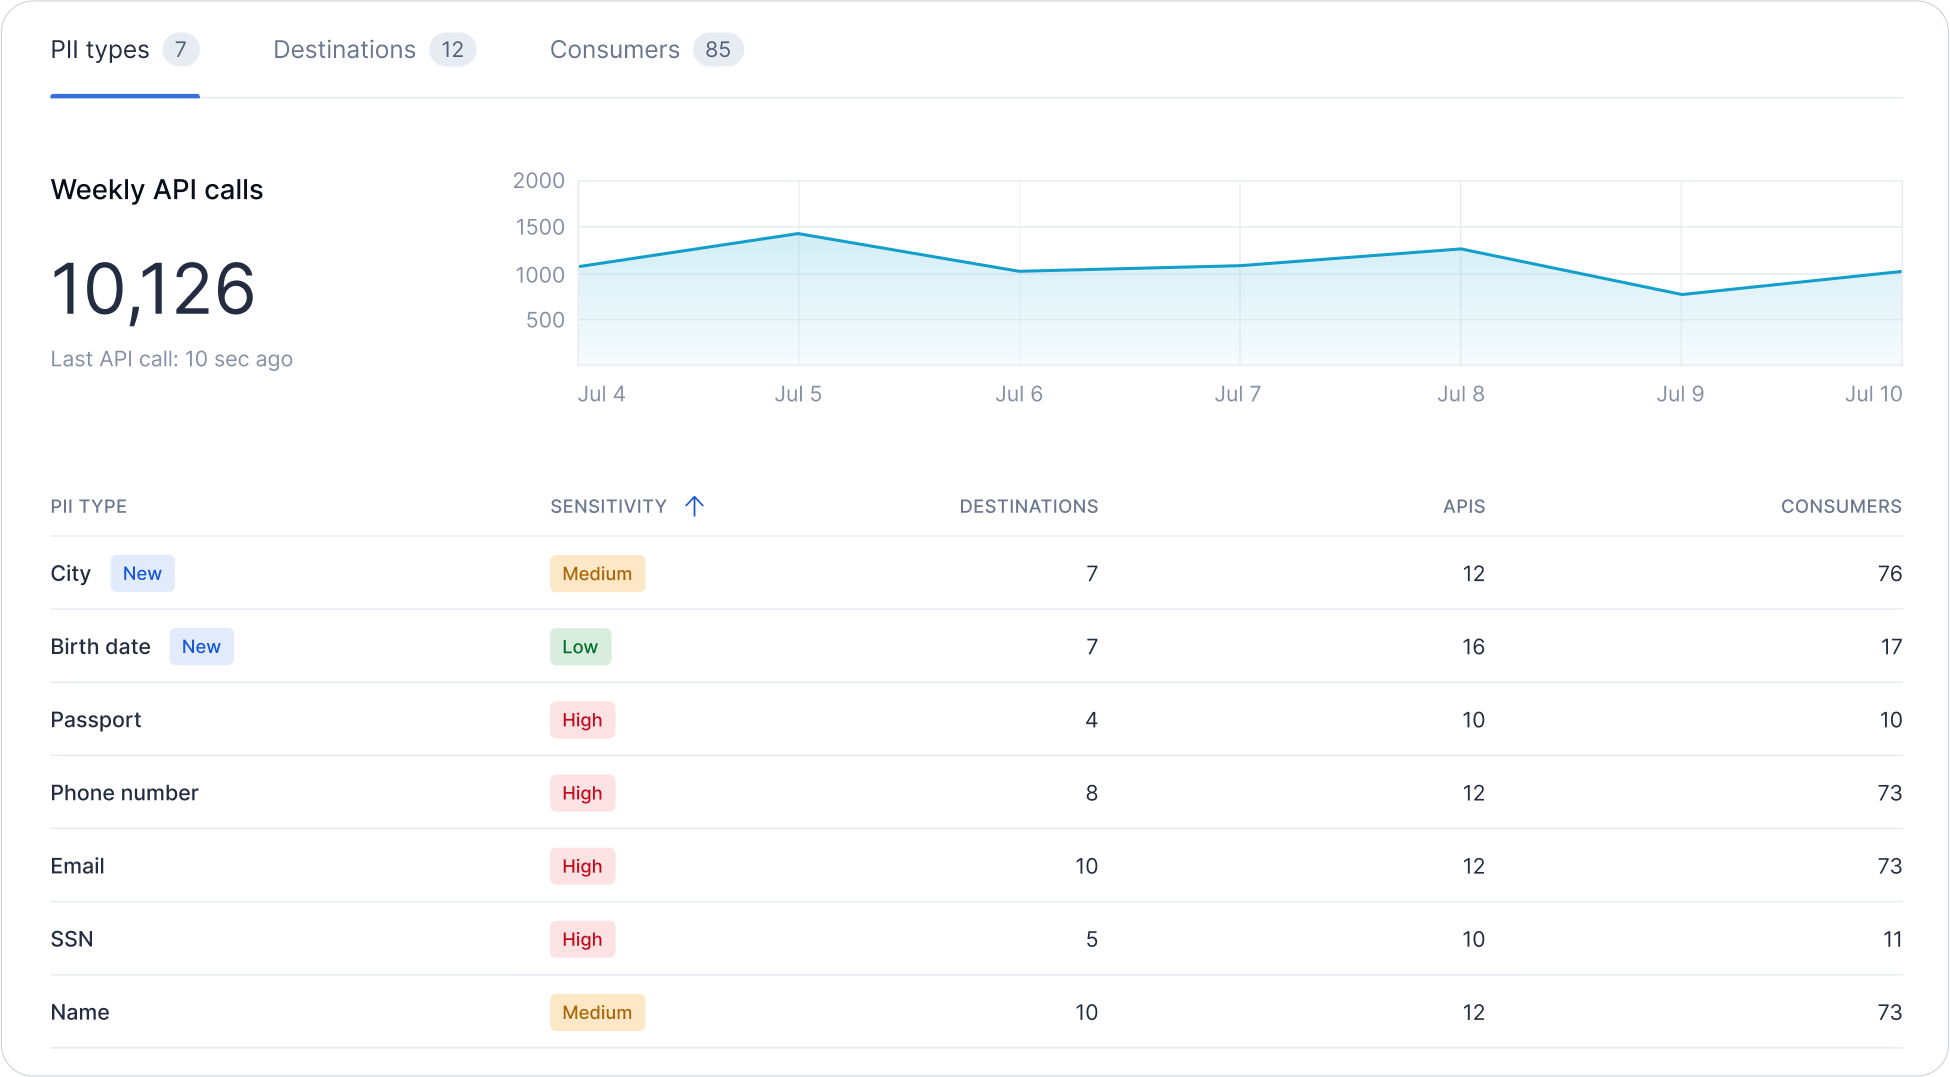 PII types 7 Destinations 12 Consumers 85
Weekly API calls
10,126
Last API call: 10 sec ago
2000
1500
1000
500
Jul 4 Jul 5 Jul 6 Jul 7 Jul 8 Jul 9 Jul 10
PII TYPE SENSITIVITY DESTINATIONS APIS CONSUMERS
City New Medium 7 12 76
Birth date New Low 7 16 17
Passport High 4 10 10
Phone number High 8 12 73
Email High 10 12 73
SSN High 5 10 11
Name Medium 10 12 73